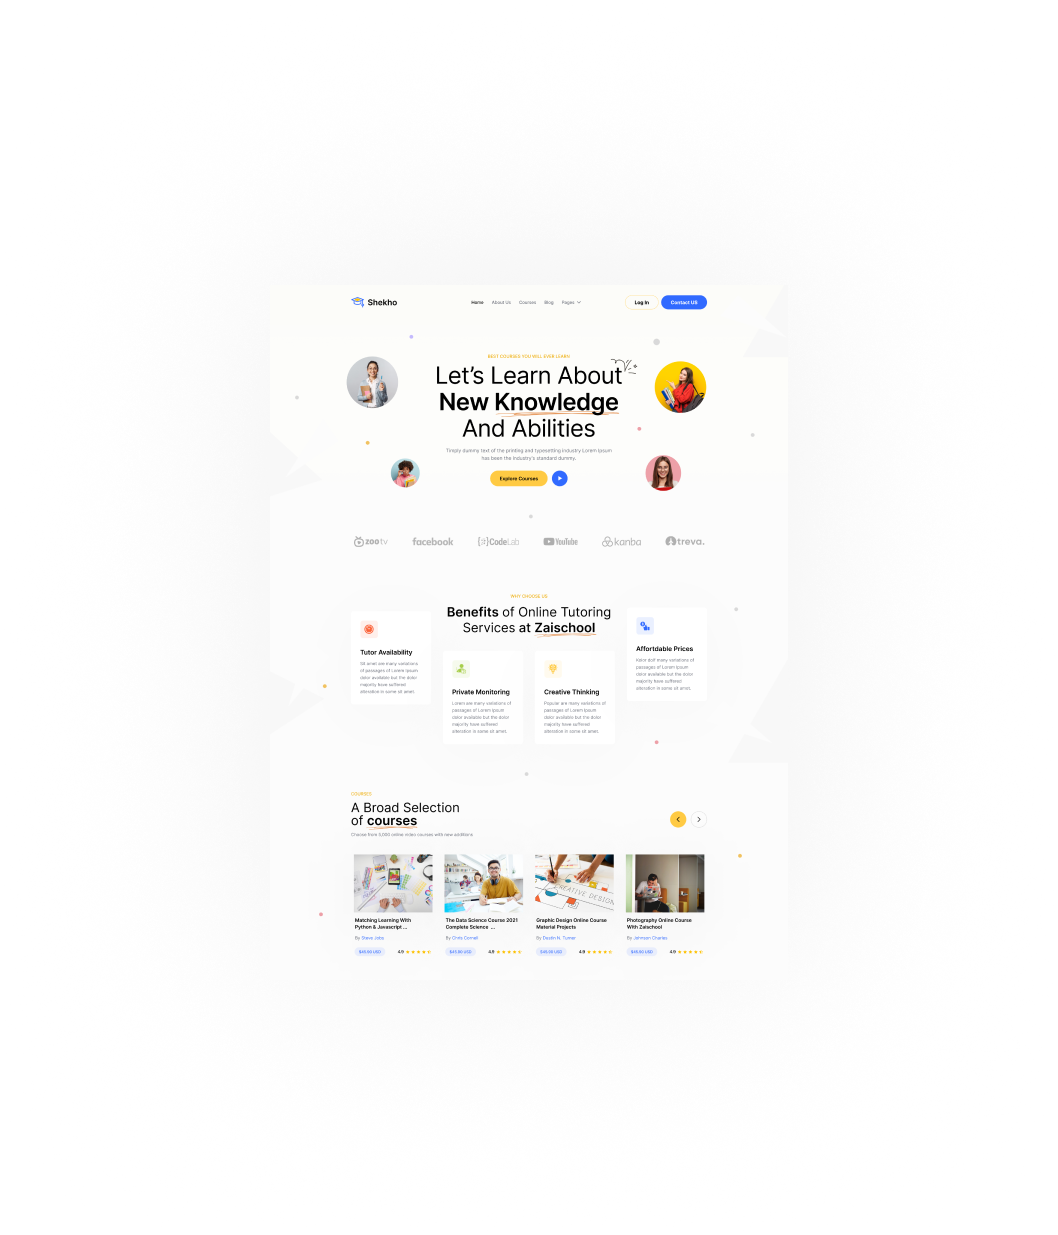 Shekho
Home About Us Courses Blog Pages
Log In
Contact US
BEST COURSES YOU WILL EVER LEARN
Let's Learn About
New Knowledge
And Abilities
Timply dummy text of the printing and typesetting industry Lorem Ipsum
has been the industry's standard dummy.
Explore Courses
zootv
facebook
{::}CodeLab
YouTube
kanba
treva.
WHY CHOOSE US
Benefits of Online Tutoring
Services at Zaischool
Tutor Availability
Sit amet are many variations
of passages of Lorem Ipsum
dolor available but the dolor
majority have suffered
alteration in some sit amet.
Private Monitoring
Lorem are many variations of
passages of Lorem Ipsum
dolor available but the dolor
majority have suffered
alteration in some sit amet.
Creative Thinking
Popular are many variations of
passages of Lorem Ipsum
dolor available but the dolor
majority have suffered
alteration in some sit amet.
Affortdable Prices
Nolor dolf many variations of
passages of Lorem Ipsum
dolor available but the dolor
majority have suffered
alteration in some sit amet.
COURSES
A Broad Selection
of courses
Choose from 5,000 online video courses with new additions
CREATIVE DESIGN
Matching Learning With
Python & Javascript ...
By Steve Jobs
$49.00 USD
4.9
The Data Science Course 2021
Complete Science ...
By Chris Cornell
$49.00 USD
4.9
Graphic Design Online Course
Material Projects
By Dustin N. Turner
$49.00 USD
4.9
Photography Online Course
With Zaischool
By Johnson Charles
$49.00 USD
4.9